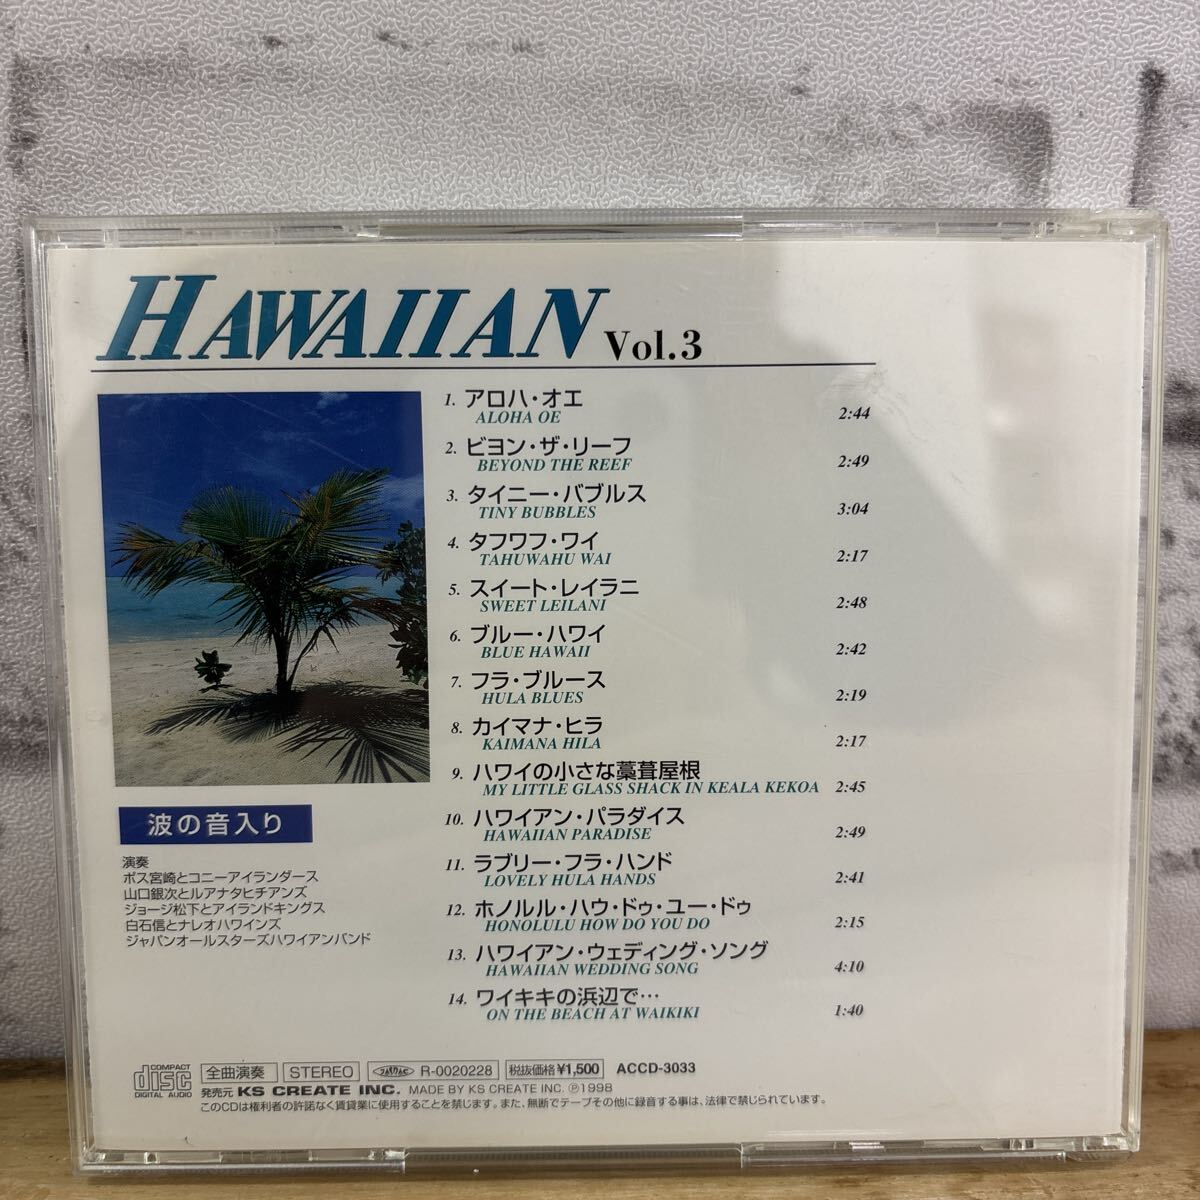 HAWAIIAN Vol.3
1. アロハ・オエ
ALOHA OE 2:44
2. ビヨン・ザ・リーフ
BEYOND THE REEF 2:49
3. タイニー・バブルス
TINY BUBBLES 3:04
4. タフワフ・ワイ
TAHUWAHU WAI 2:17
5. スイート・レイラニ
SWEET LEILANI 2:48
6. ブルー・ハワイ
BLUE HAWAII 2:42
7. フラ・ブルース
HULA BLUES 2:19
8. カイマナ・ヒラ
KAIMANA HILA 2:17
9. ハワイの小さな藁葺屋根
MY LITTLE GLASS SHACK IN KEALA KEKOA 2:45
10. ハワイアン・パラダイス
HAWAIIAN PARADISE 2:49
11. ラブリー・フラ・ハンド
LOVELY HULA HANDS 2:41
12. ホノルル・ハウ・ドゥ・ユー・ドゥ
HONOLULU HOW DO YOU DO 2:15
13. ハワイアン・ウェディング・ソング
HAWAIIAN WEDDING SONG 4:10
14. ワイキキの浜辺で…
ON THE BEACH AT WAIKIKI 1:40
波の音入り
演奏
ポス宮崎とコニーアイランダース
山口銀次とルアナタヒチアンズ
ジョージ松下とアイランドキングス
白石信とナレオハワインズ
ジャパンオールスターズハワイアンバンド
COMPACT disc DIGITAL AUDIO
全曲演奏 STEREO JASRAC R-0020228 税抜価格¥1,500 ACCD-3033
発売元 KS CREATE INC. MADE BY KS CREATE INC. ℗1998
このCDは権利者の許諾なく賃貸業に使用することを禁じます。また、無断でテープその他に録音する事は、法律で禁じられています。